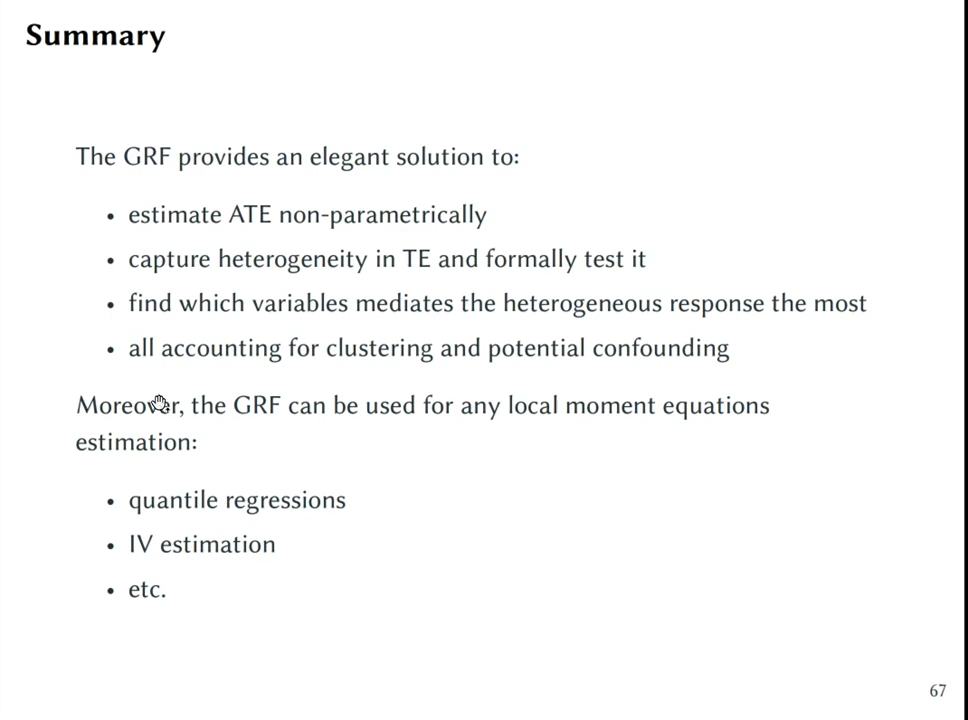 Summary
The GRF provides an elegant solution to:
• estimate ATE non-parametrically
• capture heterogeneity in TE and formally test it
• find which variables mediates the heterogeneous response the most
• all accounting for clustering and potential confounding
Moreover, the GRF can be used for any local moment equations
estimation:
• quantile regressions
• IV estimation
• etc.
67